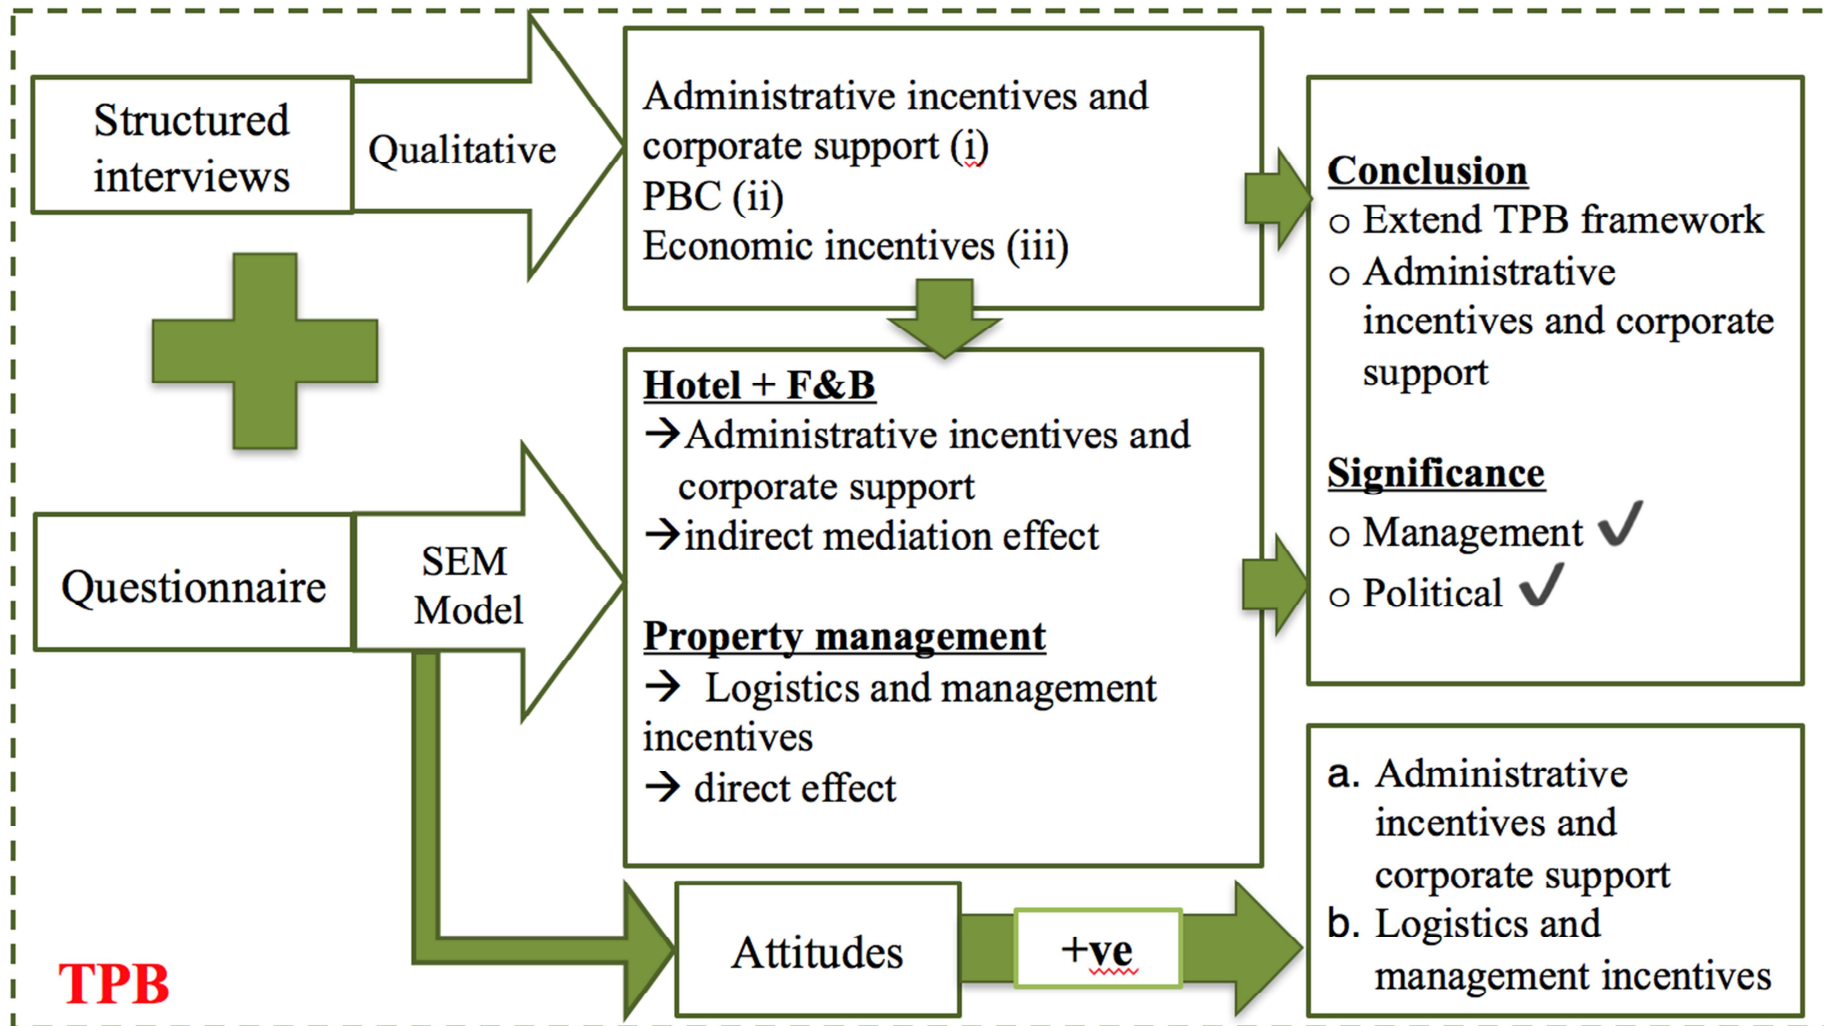 Structured
interviews
Qualitative
Administrative incentives and
corporate support (i)
PBC (ii)
Economic incentives (iii)
Conclusion
o Extend TPB framework
o Administrative
incentives and corporate
support
Significance
o Management ✔
o Political ✔
Questionnaire
SEM
Model
Hotel + F&B
→Administrative incentives and
corporate support
→indirect mediation effect
Property management
→ Logistics and management
incentives
→ direct effect
Attitudes
+ve
a. Administrative
incentives and
corporate support
b. Logistics and
management incentives
TPB